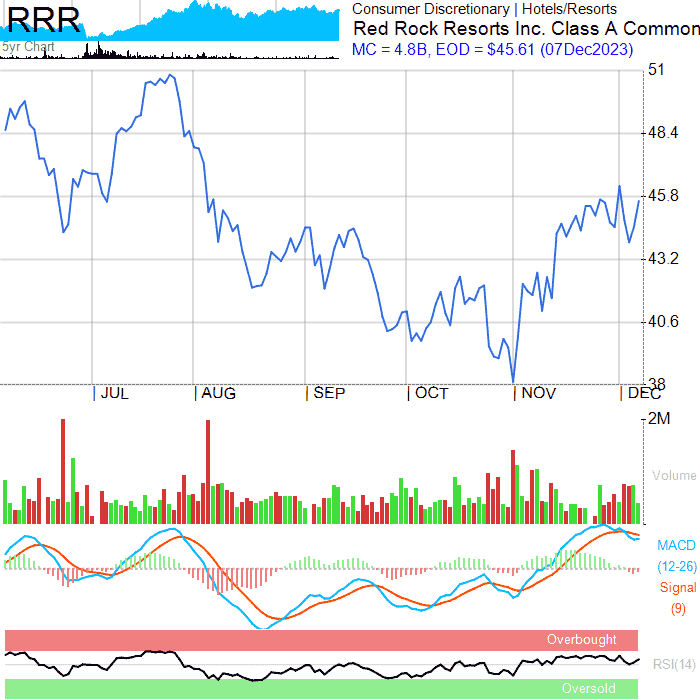 RRR
5yr Chart
Consumer Discretionary | Hotels/Resorts
Red Rock Resorts Inc. Class A Common
MC = 4.8B, EOD = $45.61 (07Dec2023)
51
48.4
45.8
43.2
40.6
38
JUL
AUG
SEP
OCT
NOV
DEC
2M
Volume
MACD
(12-26)
Signal
(9)
Overbought
RSI(14)
Oversold